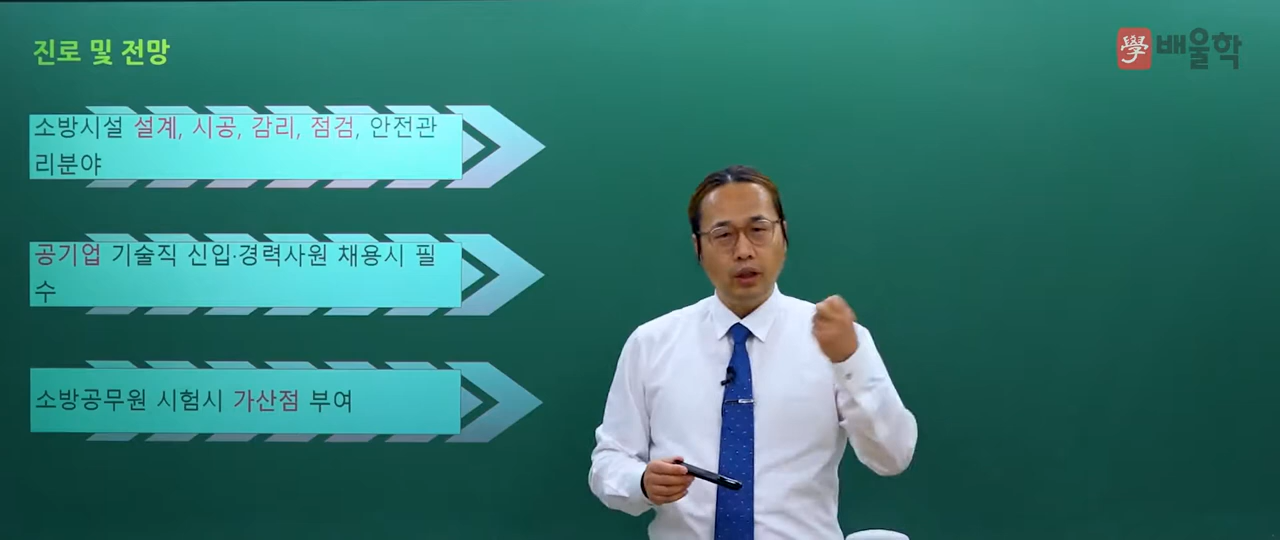 진로 및 전망
學 배울학
소방시설 설계, 시공, 감리, 점검, 안전관
리분야
공기업 기술직 신입·경력사원 채용시 필
수
소방공무원 시험시 가산점 부여